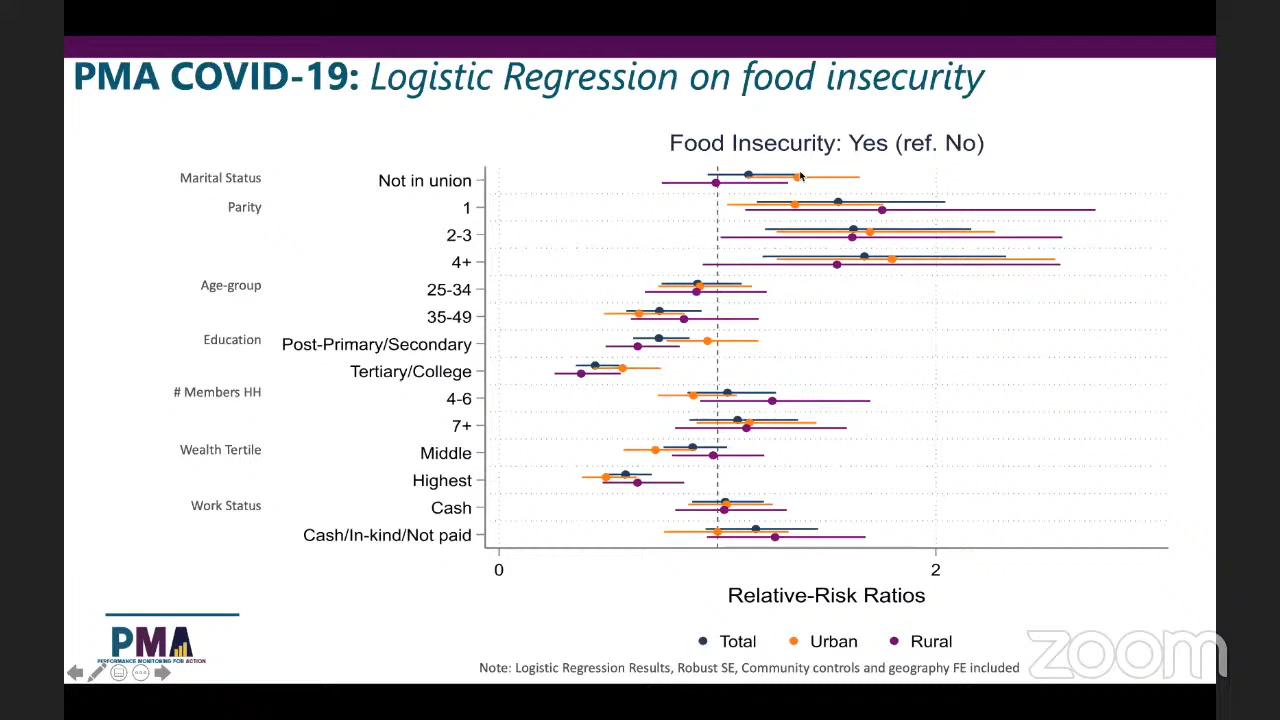 PMA COVID-19: Logistic Regression on food insecurity
Food Insecurity: Yes (ref. No)
Marital Status
Not in union
Parity
1
2-3
4+
Age-group
25-34
35-49
Education
Post-Primary/Secondary
Tertiary/College
# Members HH
4-6
7+
Wealth Tertile
Middle
Highest
Work Status
Cash
Cash/In-kind/Not paid
0
2
Relative-Risk Ratios
Total
Urban
Rural
PMA
PERFORMANCE MONITORING FOR ACTION
Note: Logistic Regression Results, Robust SE, Community controls and geography FE included
zoom